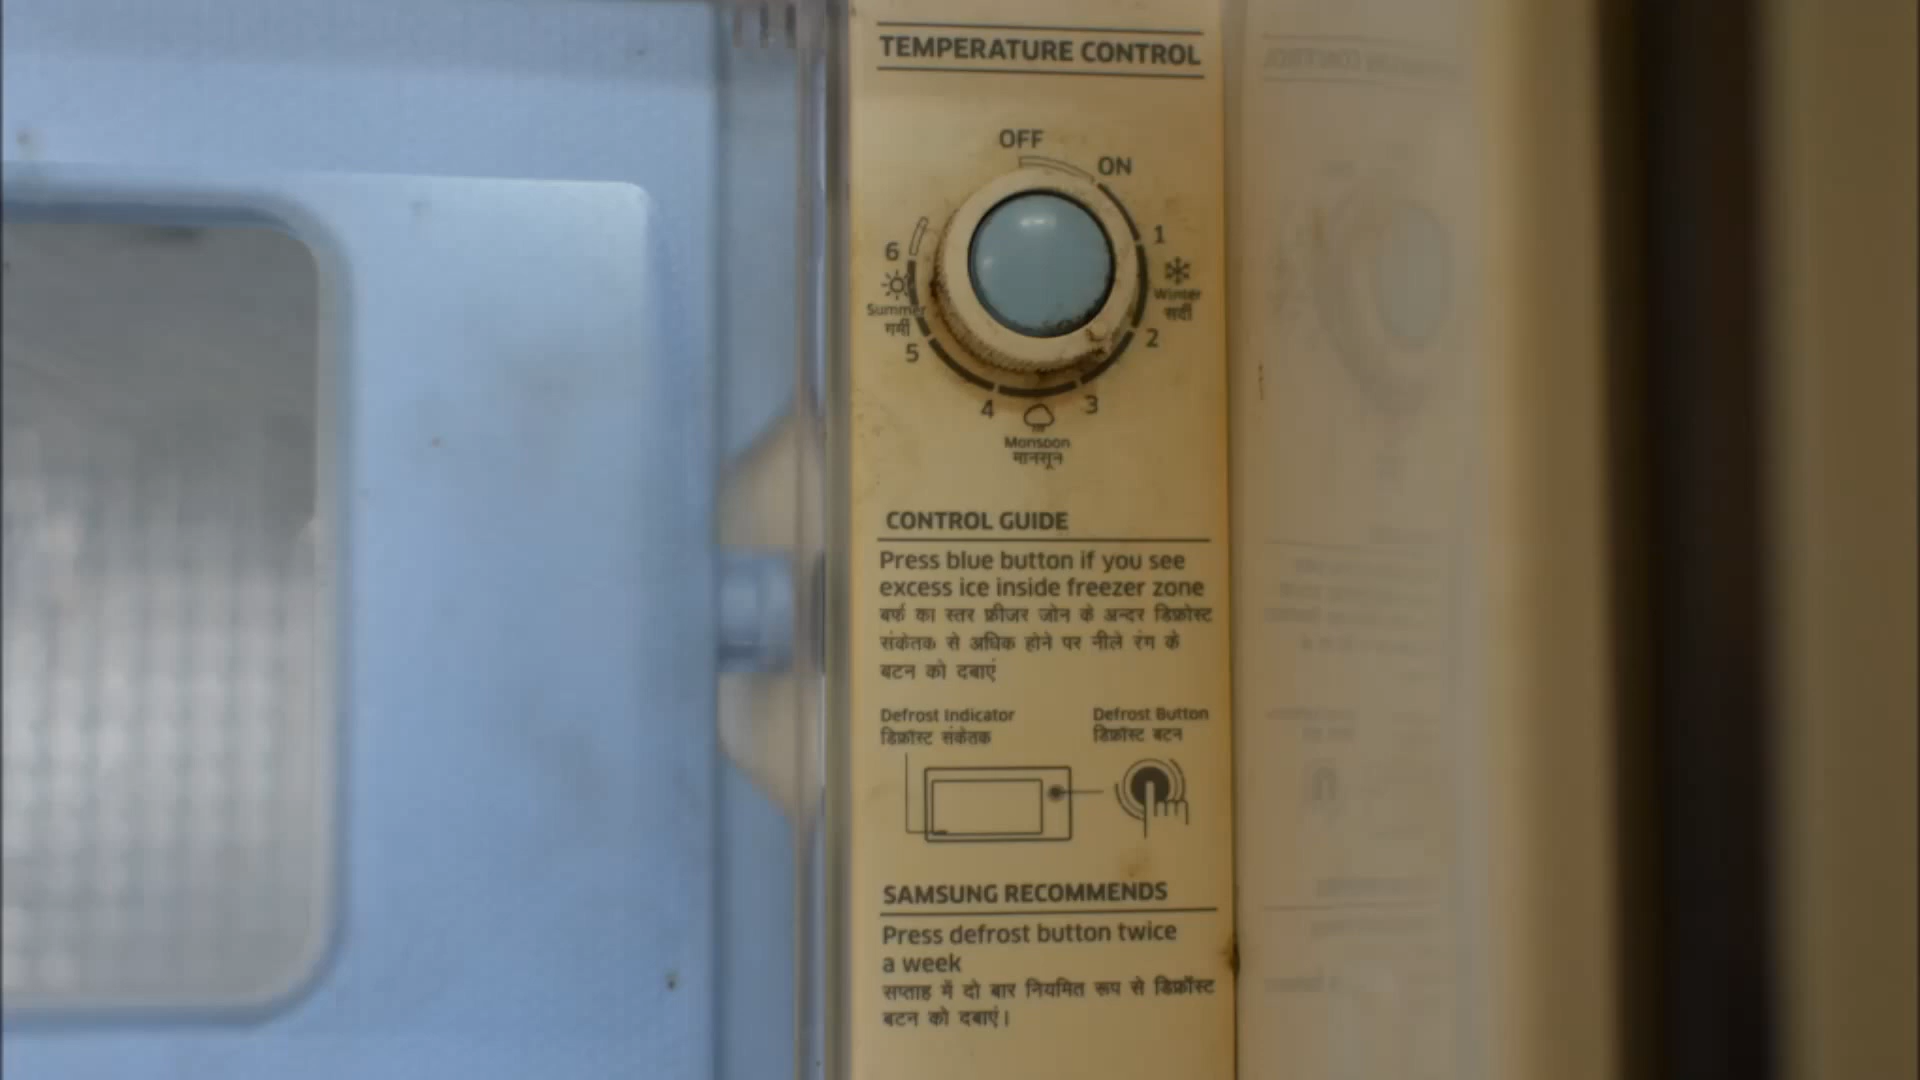 TEMPERATURE CONTROL
OFF
ON
1
6
Winter
सर्दी
Summer
गर्मी
2
5
4
3
Monsoon
मानसून
CONTROL GUIDE
Press blue button if you see
excess ice inside freezer zone
बर्फ का स्तर फ्रीजर जोन के अन्दर डिफ्रोस्ट
संकेतक से अधिक होने पर नीले रंग के
बटन को दबाएं
Defrost Indicator
डिफ्रॉस्ट संकेतक
Defrost Button
डिफ्रॉस्ट बटन
SAMSUNG RECOMMENDS
Press defrost button twice
a week
सप्ताह में दो बार नियमित रूप से डिफ्रॉस्ट
बटन को दबाएं।